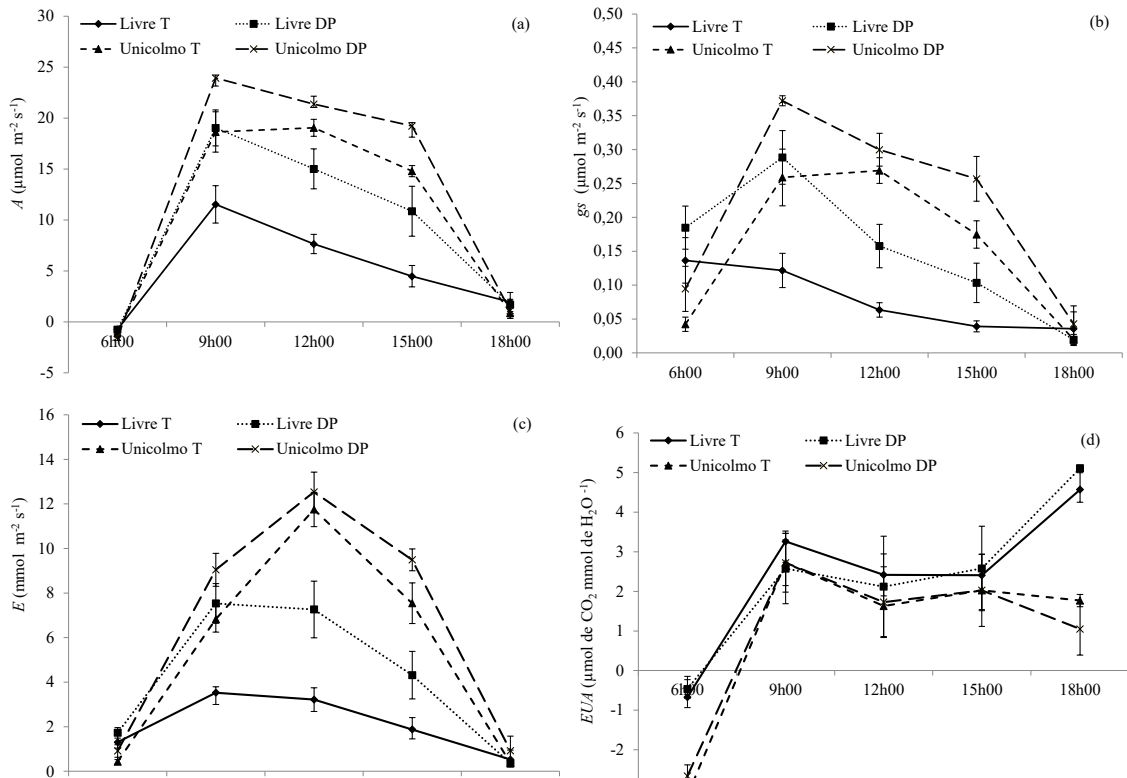 (a)
Livre T
Livre DP
Unicolmo T
Unicolmo DP
A (µmol m-2 s-1)
30
25
20
15
10
5
0
-5
6h00
9h00
12h00
15h00
18h00
(b)
Livre T
Livre DP
Unicolmo T
Unicolmo DP
gs (µmol m-2 s-1)
0,50
0,45
0,40
0,35
0,30
0,25
0,20
0,15
0,10
0,05
0,00
6h00
9h00
12h00
15h00
18h00
(c)
Livre T
Livre DP
Unicolmo T
Unicolmo DP
E (mmol m-2 s-1)
16
14
12
10
8
6
4
2
0
(d)
Livre T
Livre DP
Unicolmo T
Unicolmo DP
EUA (µmol de CO2 mmol de H2O-1)
6
5
4
3
2
1
0
-1
-2
6h00
9h00
12h00
15h00
18h00